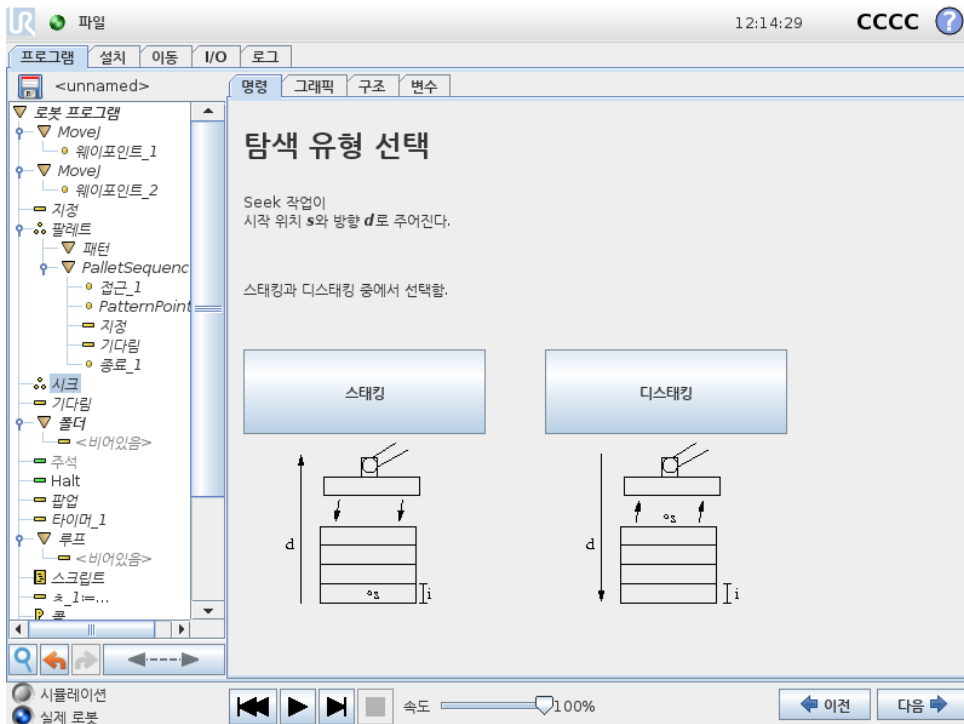 UR 파일 12:14:29 CCCC ?
프로그램 설치 이동 I/O 로그
<unnamed>
명령 그래픽 구조 변수
로봇 프로그램
MoveJ
웨이포인트_1
MoveJ
웨이포인트_2
지정
팔레트
패턴
PalletSequenc
접근_1
PatternPoint
지정
기다림
종료_1
시크
기다림
폴더
<비어있음>
주석
Halt
팝업
타이머_1
루프
<비어있음>
스크립트
ㅊ_1:=...
콜
탐색 유형 선택
Seek 작업이
시작 위치 s와 방향 d로 주어진다.
스태킹과 디스태킹 중에서 선택함.
스태킹 디스태킹
d s i
d s i
시뮬레이션
실제 로봇
속도 100%
이전 다음